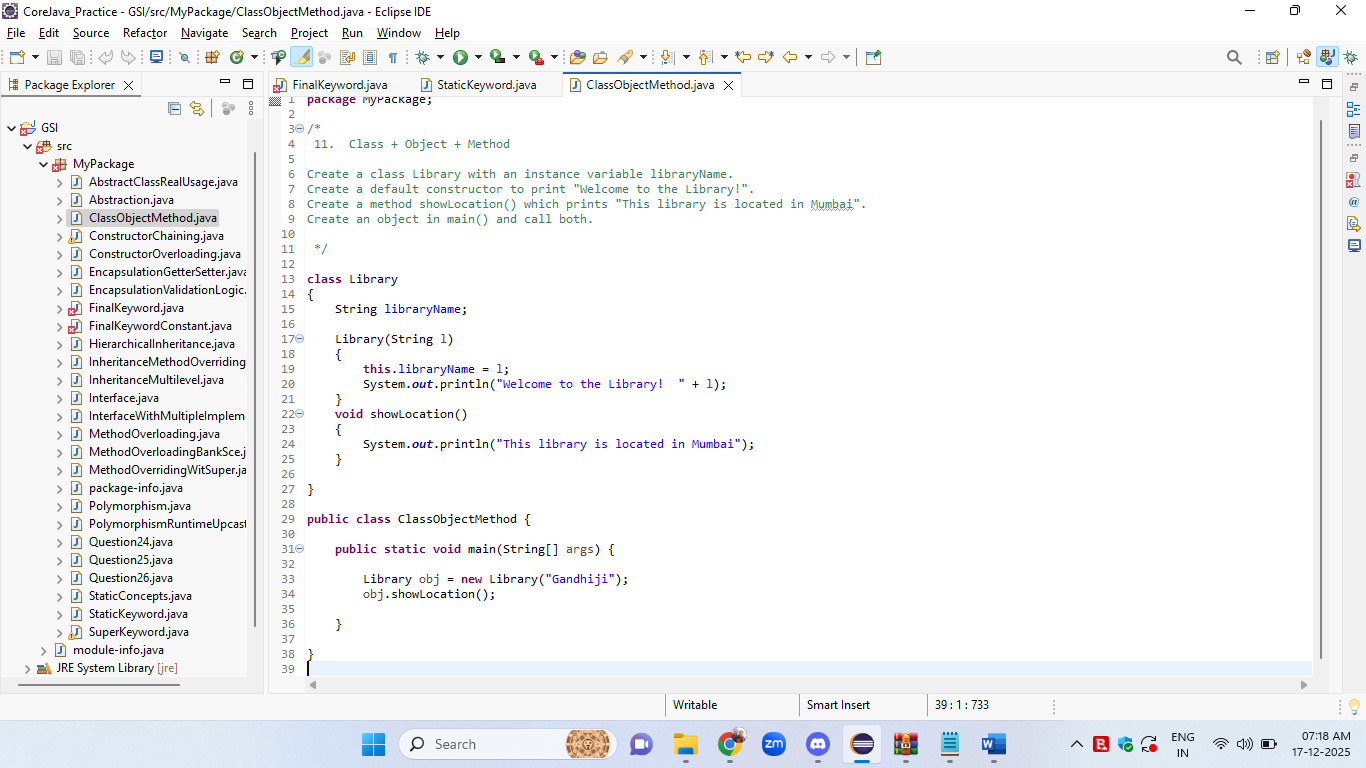 CoreJava_Practice - GSI/src/MyPackage/ClassObjectMethod.java - Eclipse IDE
File Edit Source Refactor Navigate Search Project Run Window Help
Package Explorer
GSI
src
MyPackage
AbstractClassRealUsage.java
Abstraction.java
ClassObjectMethod.java
ConstructorChaining.java
ConstructorOverloading.java
EncapsulationGetterSetter.java
EncapsulationValidationLogic.
FinalKeyword.java
FinalKeywordConstant.java
HierarchicalInheritance.java
InheritanceMethodOverriding
InheritanceMultilevel.java
Interface.java
InterfaceWithMultipleImplem
MethodOverloading.java
MethodOverloadingBankSce.j
MethodOverridingWitSuper.ja
package-info.java
Polymorphism.java
PolymorphismRuntimeUpcast
Question24.java
Question25.java
Question26.java
StaticConcepts.java
StaticKeyword.java
SuperKeyword.java
module-info.java
JRE System Library [jre]
FinalKeyword.java StaticKeyword.java ClassObjectMethod.java
1 package MyPackage;
2
3 /*
4 11. Class + Object + Method
5
6 Create a class Library with an instance variable libraryName.
7 Create a default constructor to print "Welcome to the Library!".
8 Create a method showLocation() which prints "This library is located in Mumbai".
9 Create an object in main() and call both.
10
11 */
12
13 class Library
14 {
15 String libraryName;
16
17 Library(String l)
18 {
19 this.libraryName = l;
20 System.out.println("Welcome to the Library!  " + l);
21 }
22 void showLocation()
23 {
24 System.out.println("This library is located in Mumbai");
25 }
26
27 }
28
29 public class ClassObjectMethod {
30
31 public static void main(String[] args) {
32
33 Library obj = new Library("Gandhiji");
34 obj.showLocation();
35
36 }
37
38 }
39
Writable Smart Insert 39 : 1 : 733
Search
zm
W
ENG
IN
07:18 AM
17-12-2025